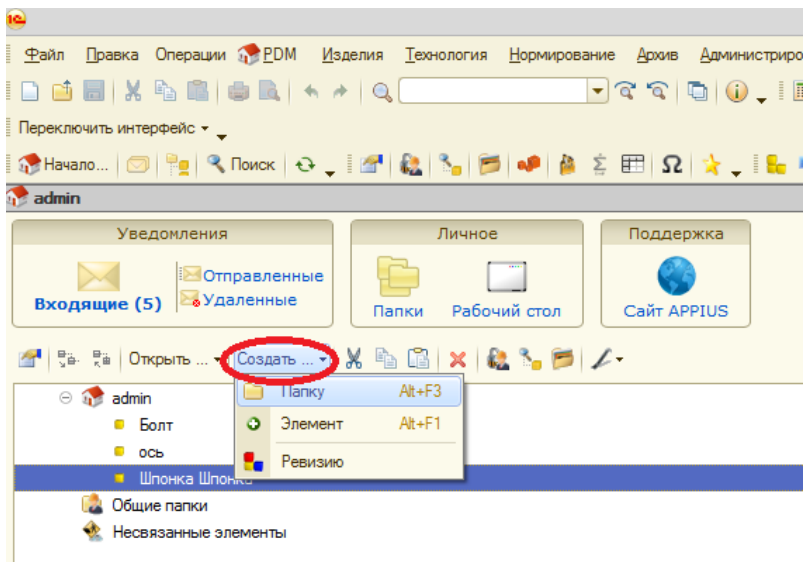 1С
Файл Правка Операции PDM Изделия Технология Нормирование Архив Администриро
Переключить интерфейс
Начало... Поиск
admin
Уведомления Личное Поддержка
Входящие (5) Отправленные Удаленные Папки Рабочий стол Сайт APPIUS
Открыть ... Создать ...
admin Папку Alt+F3
Болт Элемент Alt+F1
ось Ревизию
Шпонка Шпонка
Общие папки
Несвязанные элементы